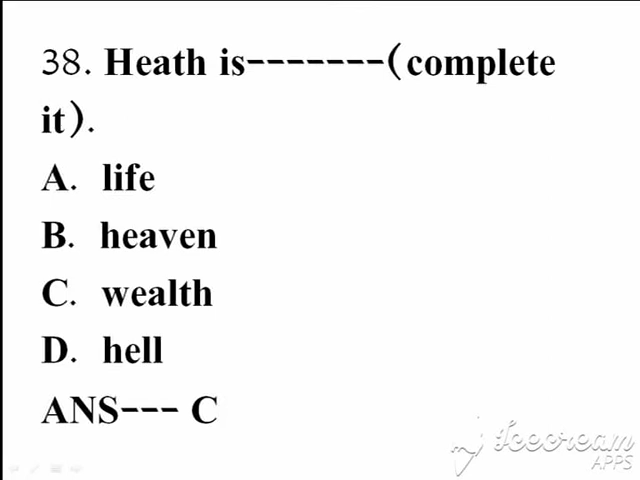 38. Heath is-------(complete
it).
A. life
B. heaven
C. wealth
D. hell
ANS--- C
Icecream
APPS